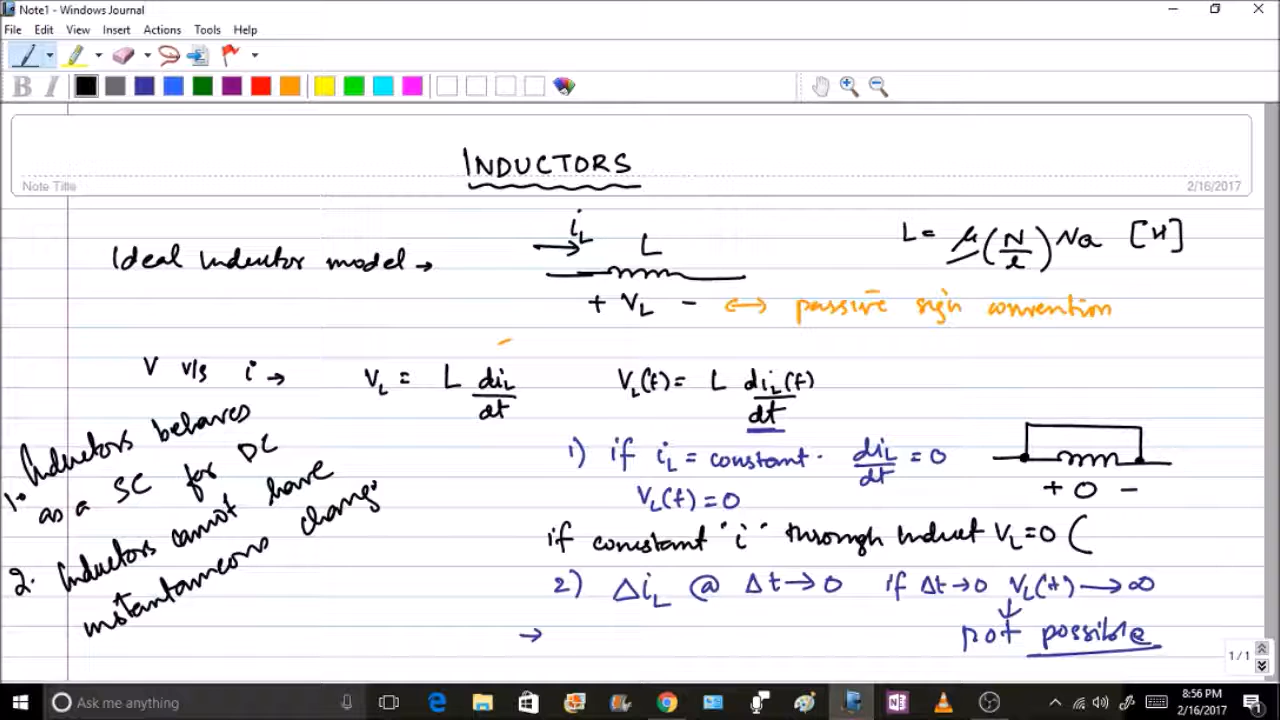 Note1 - Windows Journal
File Edit View Insert Actions Tools Help
B I
INDUCTORS
Note Title
2/16/2017
iL
Ideal inductor model →
L
L = μ(N/l) Na [H]
+ VL - ↔ passive sign convention
V v/s i → VL = L diL/dt VL(t) = L diL(t)/dt
1. Inductors behaves
as a SC for DC
2. Inductors cannot have
instantaneous chang
1) if iL = constant. diL/dt = 0
VL(t) = 0
+ 0 -
if constant "i" through Induct VL=0 (
2) ΔiL @ Δt → 0 if Δt→0 VL(t) → ∞
→ not possible
1/1
Ask me anything
8:56 PM
2/16/2017